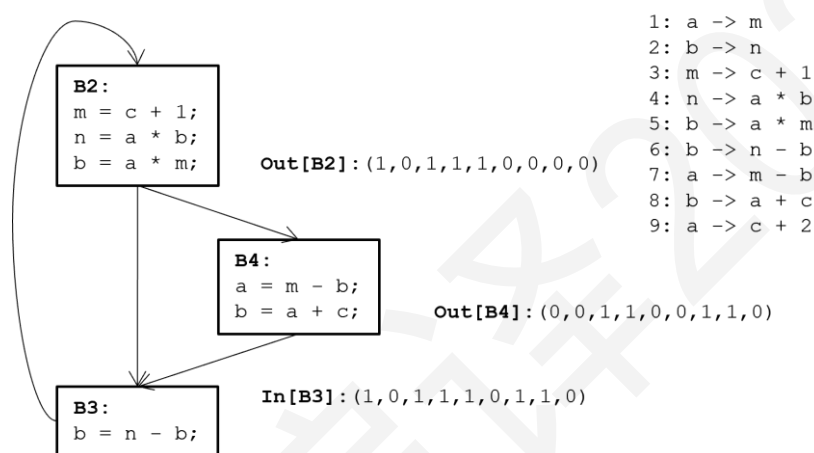 B2:
m = c + 1;
n = a * b;
b = a * m;
Out[B2]:(1,0,1,1,1,0,0,0,0)
1: a -> m
2: b -> n
3: m -> c + 1
4: n -> a * b
5: b -> a * m
6: b -> n - b
7: a -> m - b
8: b -> a + c
9: a -> c + 2
B4:
a = m - b;
b = a + c;
Out[B4]:(0,0,1,1,0,0,1,1,0)
In[B3]:(1,0,1,1,1,0,1,1,0)
B3:
b = n - b;